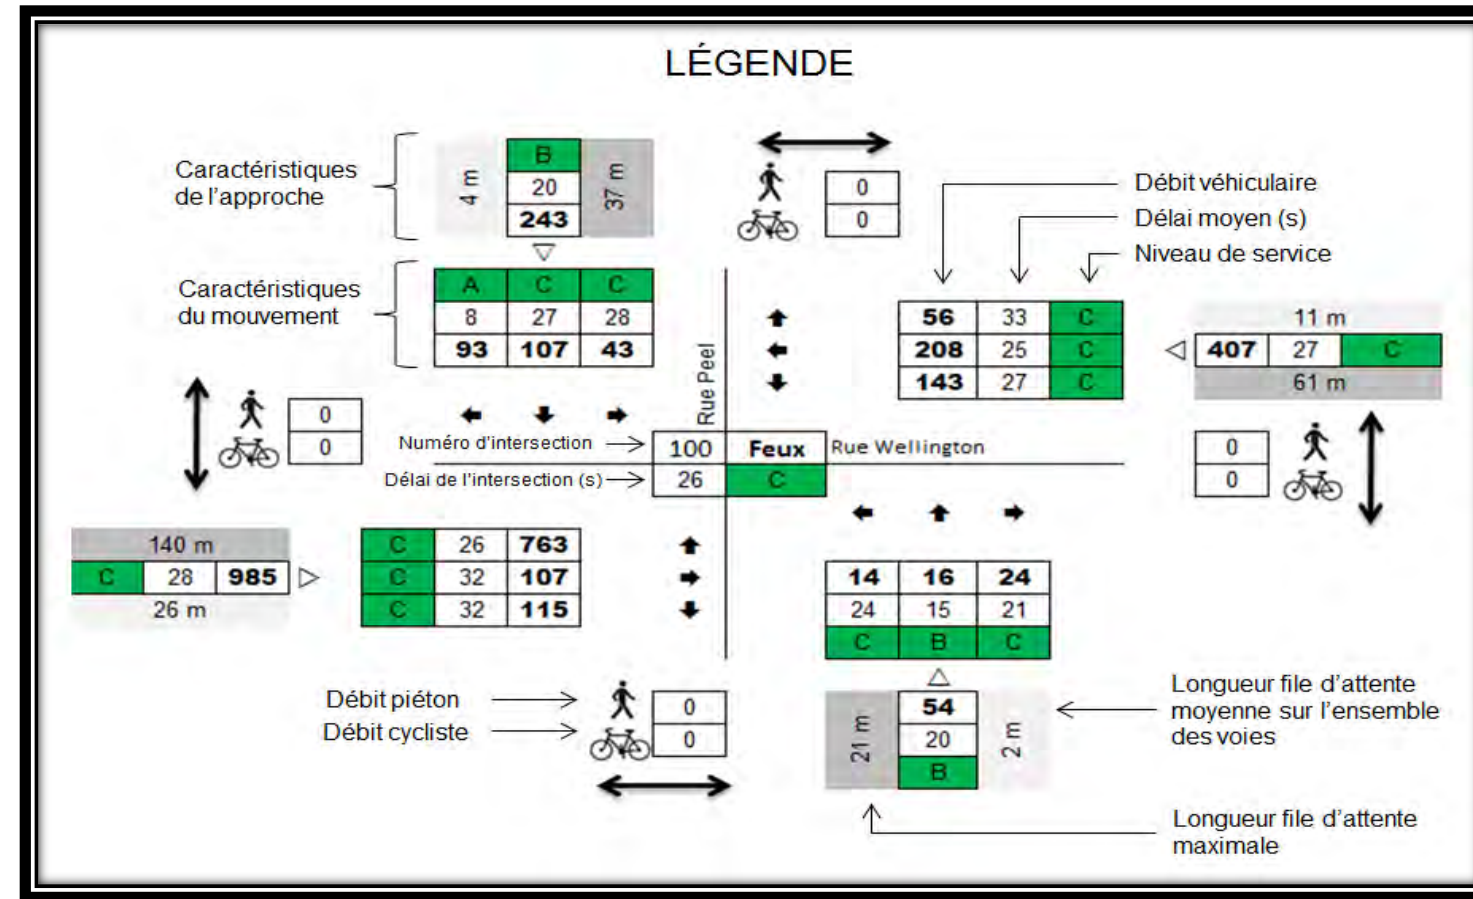 LÉGENDE
Caractéristiques
de l'approche
4 m
B
20
243
37 m
0
0
Débit véhiculaire
Délai moyen (s)
Niveau de service
Caractéristiques
du mouvement
A C C
8 27 28
93 107 43
Rue Peel
56 33 C
208 25 C
143 27 C
11 m
407 27 C
61 m
0
0
Numéro d'intersection
100 Feux
Rue Wellington
Délai de l'intersection (s)
26 C
0
0
140 m
C 28 985
26 m
C 26 763
C 32 107
C 32 115
14 16 24
24 15 21
C B C
Débit piéton
Débit cycliste
0
0
21 m
54
20
B
2 m
Longueur file d'attente
moyenne sur l'ensemble
des voies
Longueur file d'attente
maximale